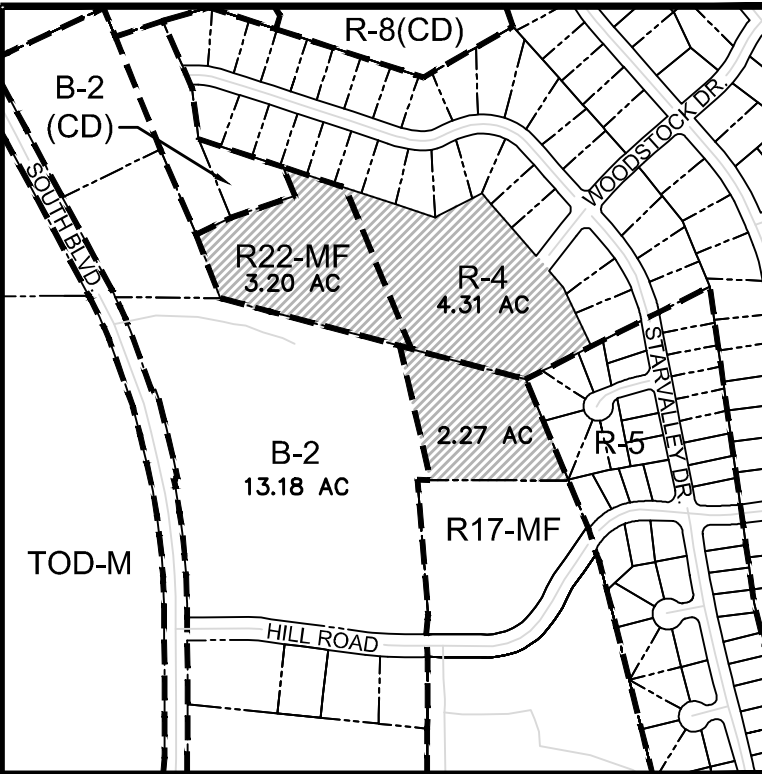 R-8(CD)
B-2
(CD)
WOODSTOCK DR.
SOUTH BLVD
R22-MF
3.20 AC
R-4
4.31 AC
STARVALLEY DR.
2.27 AC
R-5
B-2
13.18 AC
R17-MF
TOD-M
HILL ROAD